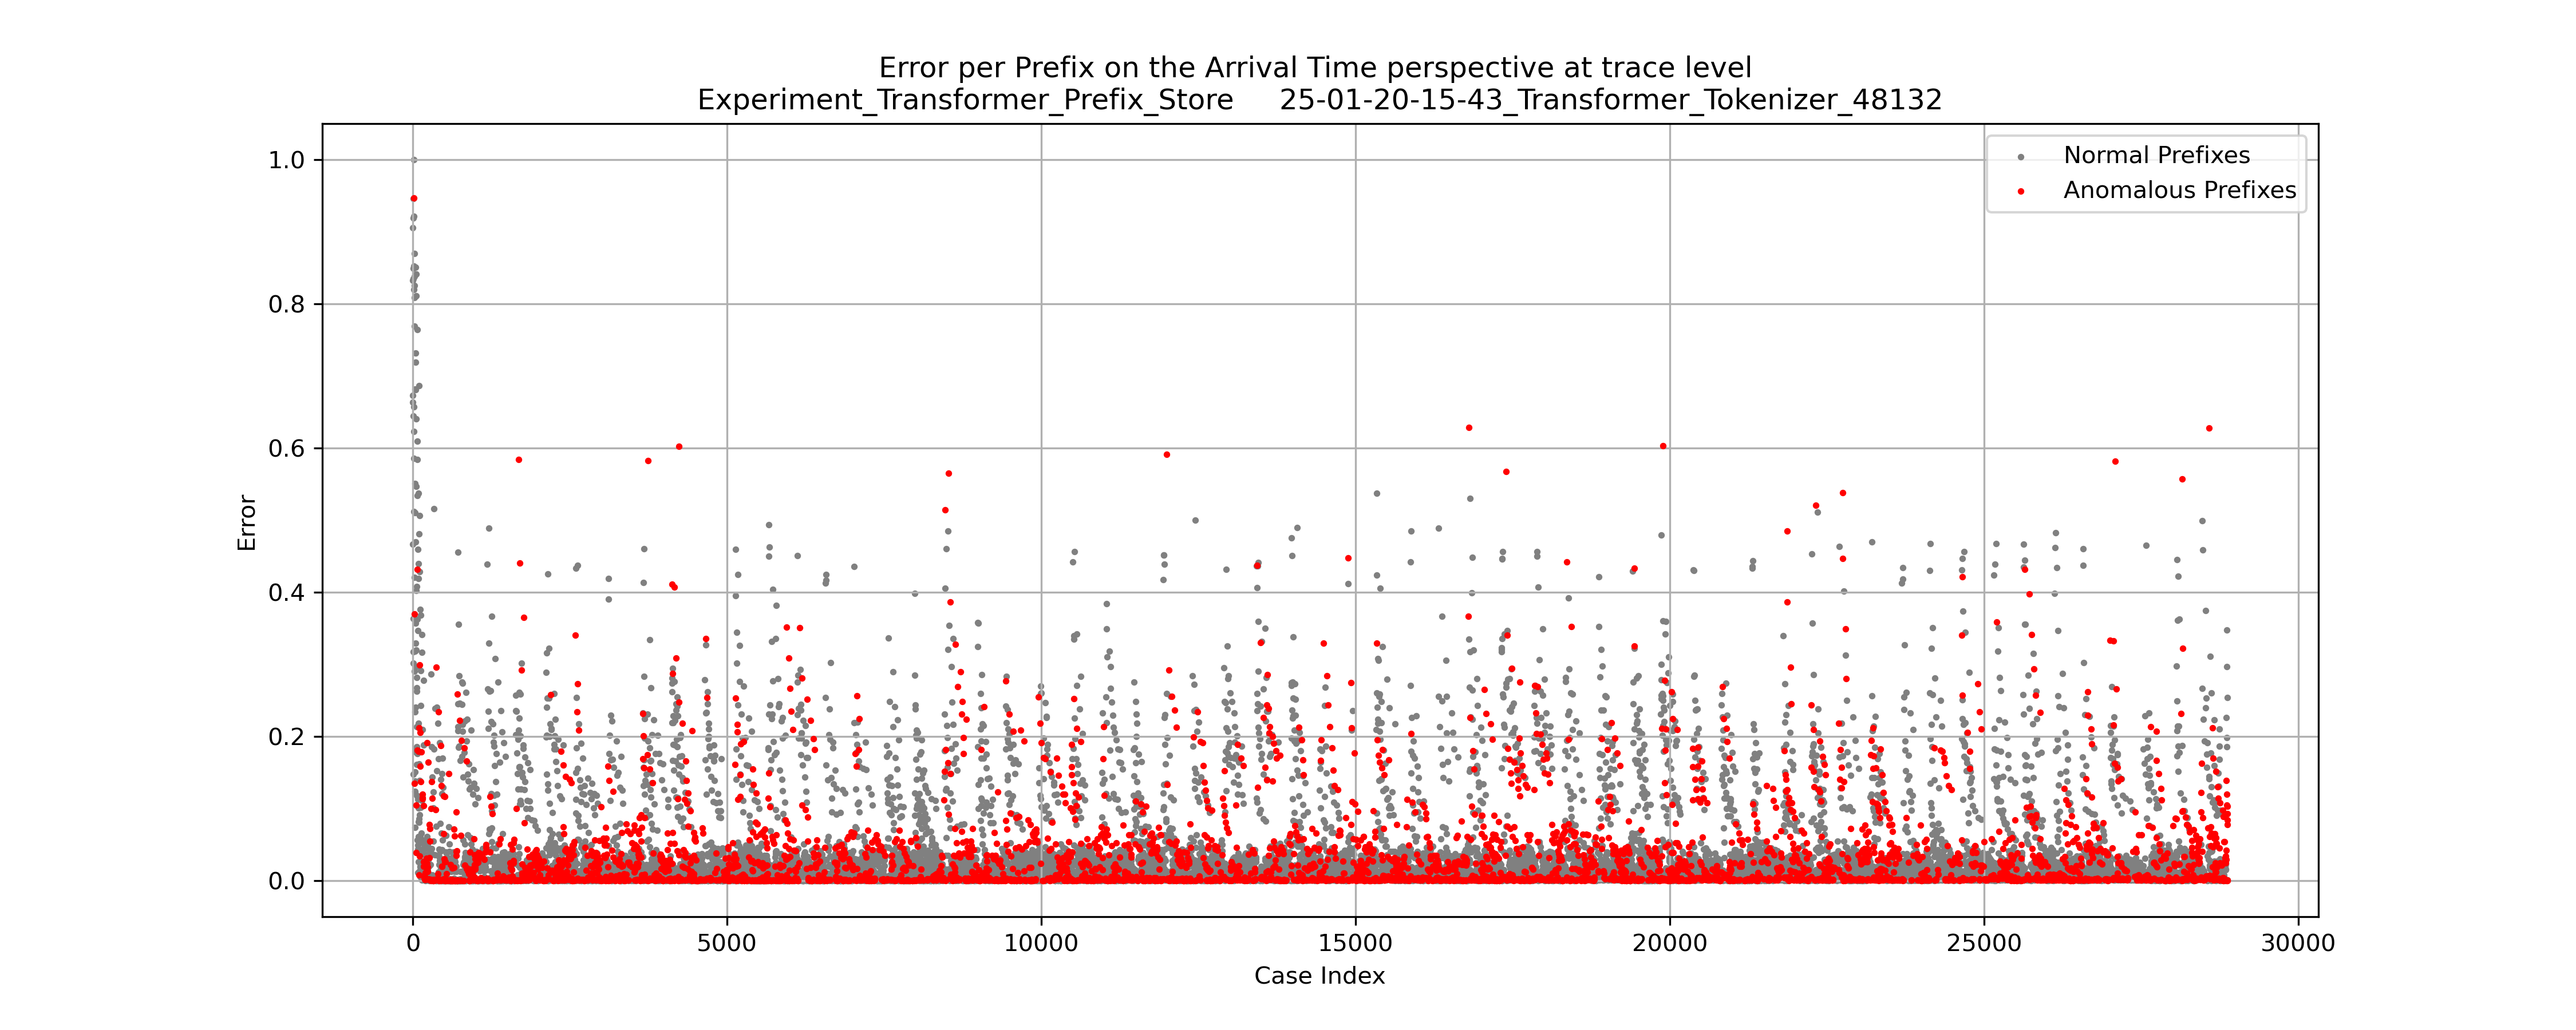 Error per Prefix on the Arrival Time perspective at trace level
Experiment_Transformer_Prefix_Store 25-01-20-15-43_Transformer_Tokenizer_48132
Normal Prefixes
Anomalous Prefixes
Error
1.0
0.8
0.6
0.4
0.2
0.0
0 5000 10000 15000 20000 25000 30000
Case Index